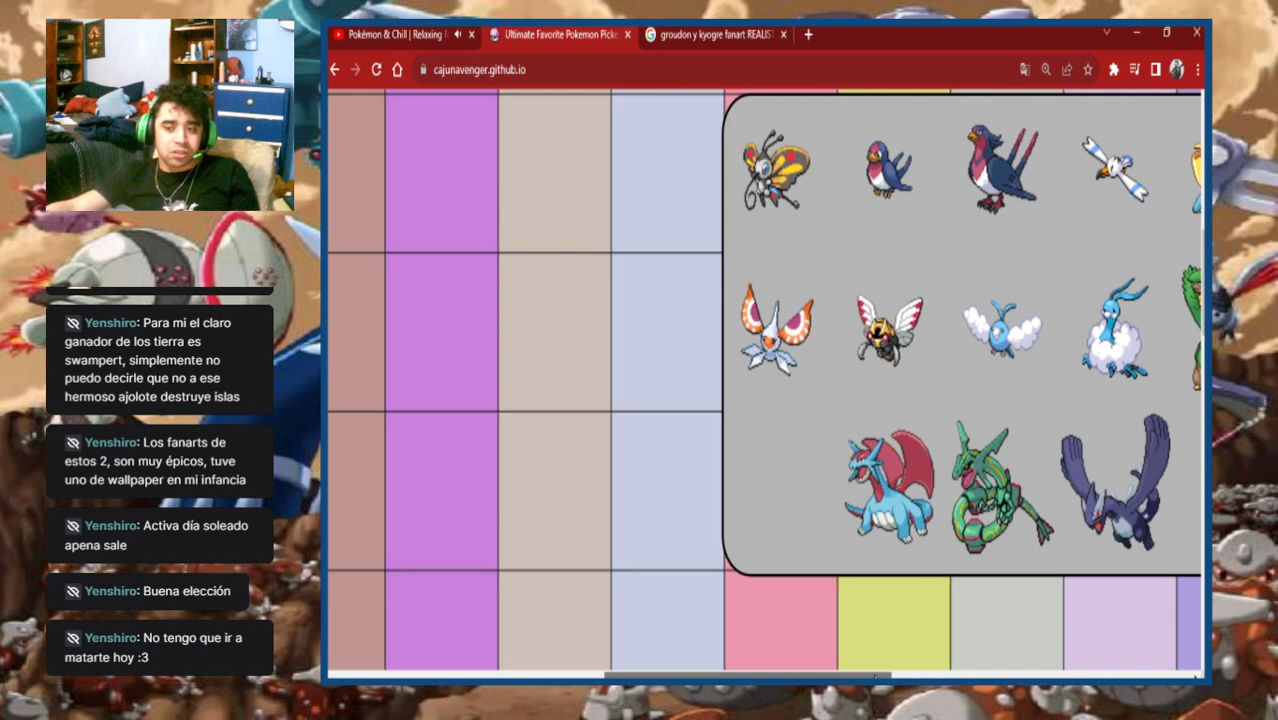 Pokémon & Chill | Relaxing
Ultimate Favorite Pokemon Picke
groudon y kyogre fanart REALIS
cajunavenger.github.io
Yenshiro: Para mi el claro
ganador de los tierra es
swampert, simplemente no
puedo decirle que no a ese
hermoso ajolote destruye islas
Yenshiro: Los fanarts de
estos 2, son muy épicos, tuve
uno de wallpaper en mi infancia
Yenshiro: Activa día soleado
apena sale
Yenshiro: Buena elección
Yenshiro: No tengo que ir a
matarte hoy :3